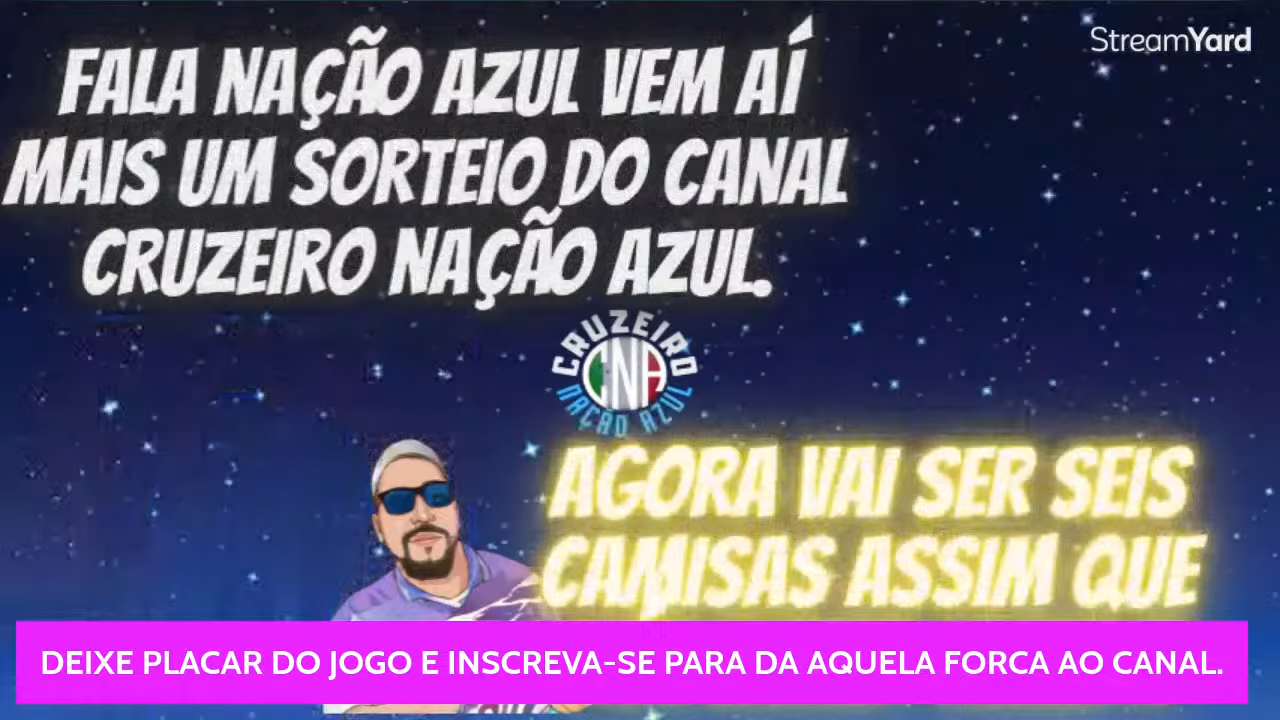 StreamYard
FALA NAÇÃO AZUL VEM AÍ
MAIS UM SORTEIO DO CANAL
CRUZEIRO NAÇÃO AZUL.
CRUZEIRO
CNA
NAÇÃO AZUL
AGORA VAI SER SEIS
CAMISAS ASSIM QUE
DEIXE PLACAR DO JOGO E INSCREVA-SE PARA DA AQUELA FORCA AO CANAL.